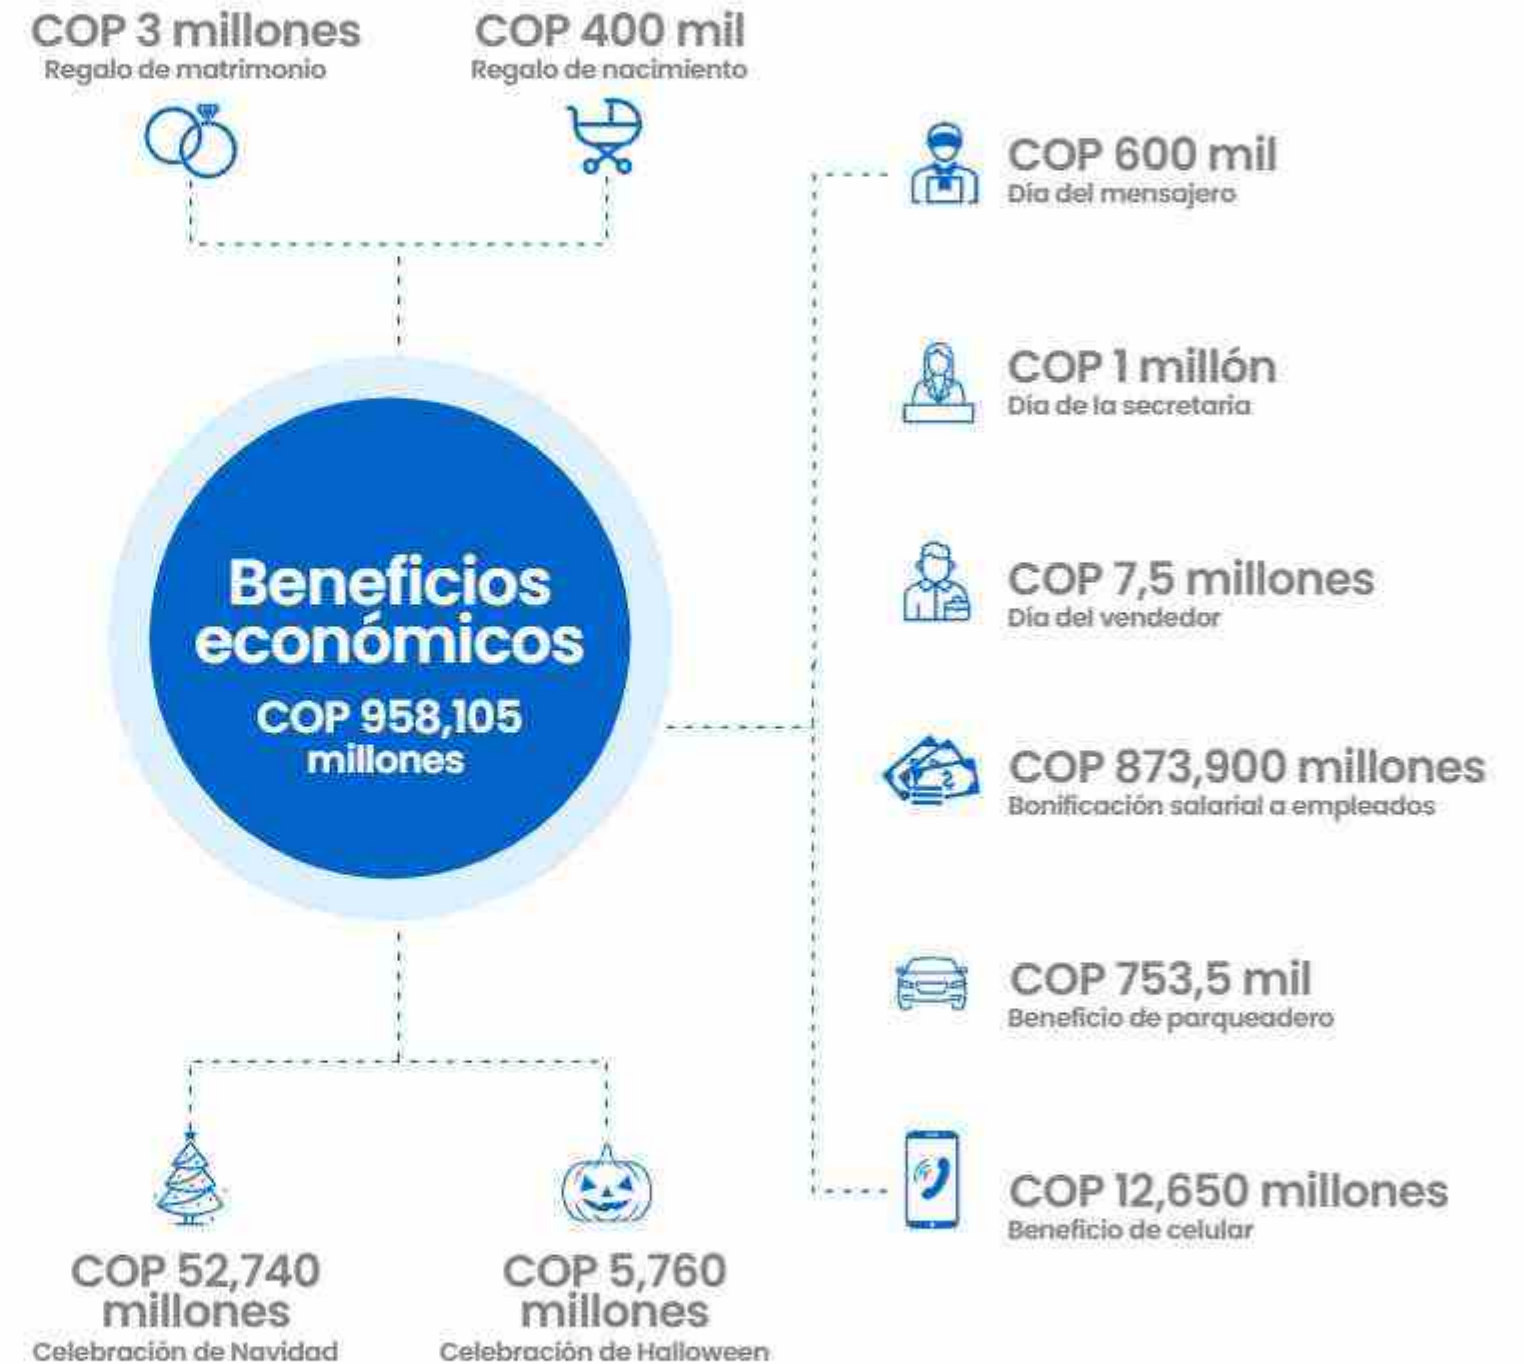 COP 3 millones
Regalo de matrimonio
COP 400 mil
Regalo de nacimiento
COP 600 mil
Día del mensajero
COP 1 millón
Día de la secretaria
COP 7,5 millones
Día del vendedor
COP 873,900 millones
Bonificación salarial a empleados
COP 753,5 mil
Beneficio de parqueadero
COP 12,650 millones
Beneficio de celular
Beneficios
económicos
COP 958,105
millones
COP 52,740
millones
Celebración de Navidad
COP 5,760
millones
Celebración de Halloween